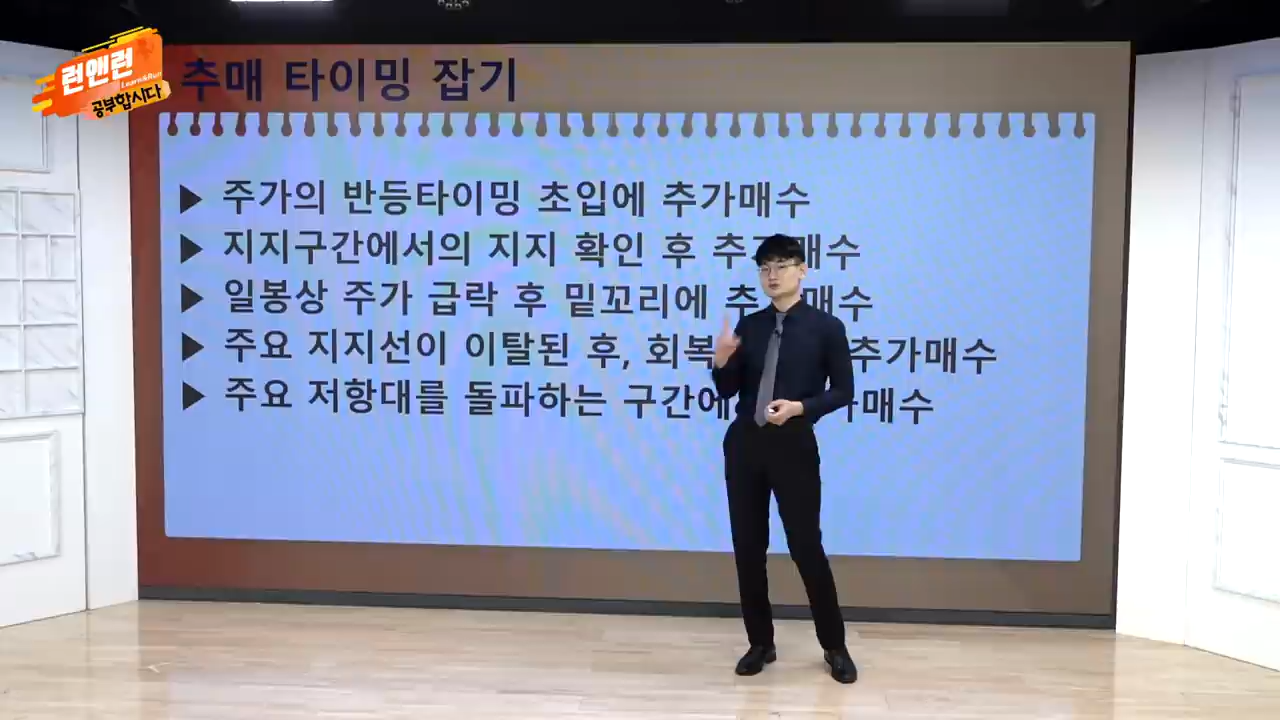 런앤런
Learn&Run
공부합시다
추매 타이밍 잡기
▶ 주가의 반등타이밍 초입에 추가매수
▶ 지지구간에서의 지지 확인 후 추가매수
▶ 일봉상 주가 급락 후 밑꼬리에 추 매수
▶ 주요 지지선이 이탈된 후, 회복 추가매수
▶ 주요 저항대를 돌파하는 구간에 가매수